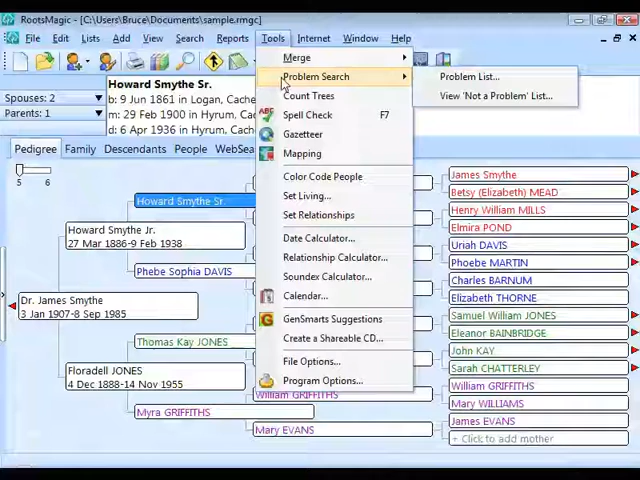 RootsMagic - [C:\Users\Bruce\Documents\sample.rmgc]
File Edit Lists Add View Search Reports Tools Internet Window Help
Spouses: 2
Parents: 1
Howard Smythe Sr.
b: 9 Jun 1861 in Logan, Cache
m: 29 Feb 1900 in Hyrum, Cac
d: 6 Apr 1936 in Hyrum, Cache
Merge
Problem Search
Count Trees
Spell Check F7
Gazetteer
Mapping
Color Code People
Set Living...
Set Relationships
Date Calculator...
Relationship Calculator...
Soundex Calculator...
Calendar...
GenSmarts Suggestions
Create a Shareable CD...
File Options...
Program Options...
Problem List...
View 'Not a Problem' List...
Pedigree Family Descendants People WebSea
5 6
Dr. James Smythe
3 Jan 1907-8 Sep 1985
Howard Smythe Jr.
27 Mar 1886-9 Feb 1938
Floradell JONES
4 Dec 1888-14 Nov 1955
Howard Smythe Sr.
Phebe Sophia DAVIS
Thomas Kay JONES
Myra GRIFFITHS
William GRIFFITHS
Mary EVANS
James Smythe
Betsy (Elizabeth) MEAD
Henry William MILLS
Elmira POND
Uriah DAVIS
Phoebe MARTIN
Charles BARNUM
Elizabeth THORNE
Samuel William JONES
Eleanor BAINBRIDGE
John KAY
Sarah CHATTERLEY
William GRIFFITHS
Mary WILLIAMS
James EVANS
+ Click to add mother